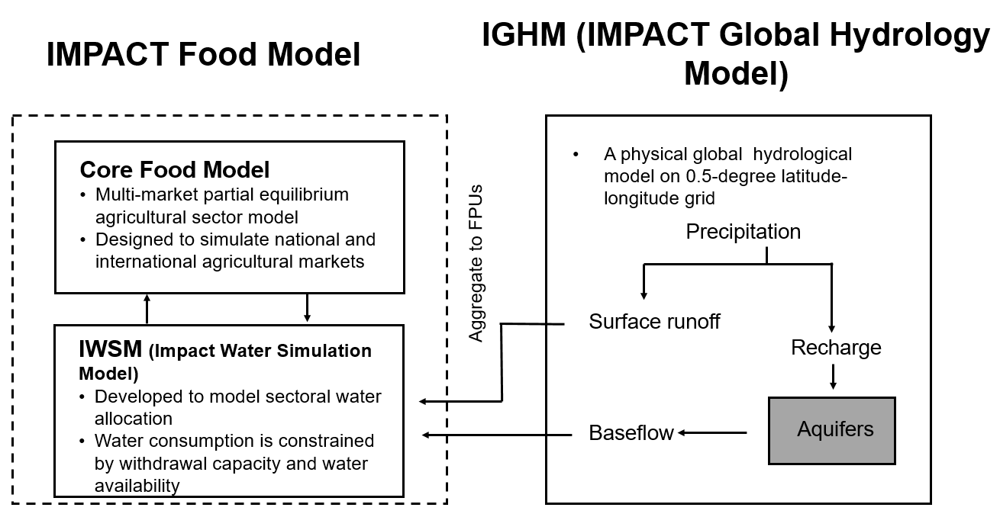 IMPACT Food Model
IGHM (IMPACT Global Hydrology
Model)
Core Food Model
• Multi-market partial equilibrium
agricultural sector model
• Designed to simulate national and
international agricultural markets
IWSM (Impact Water Simulation
Model)
• Developed to model sectoral water
allocation
• Water consumption is constrained
by withdrawal capacity and water
availability
Aggregate to FPUs
• A physical global hydrological
model on 0.5-degree latitude-
longitude grid
Precipitation
Surface runoff
Recharge
Baseflow
Aquifers